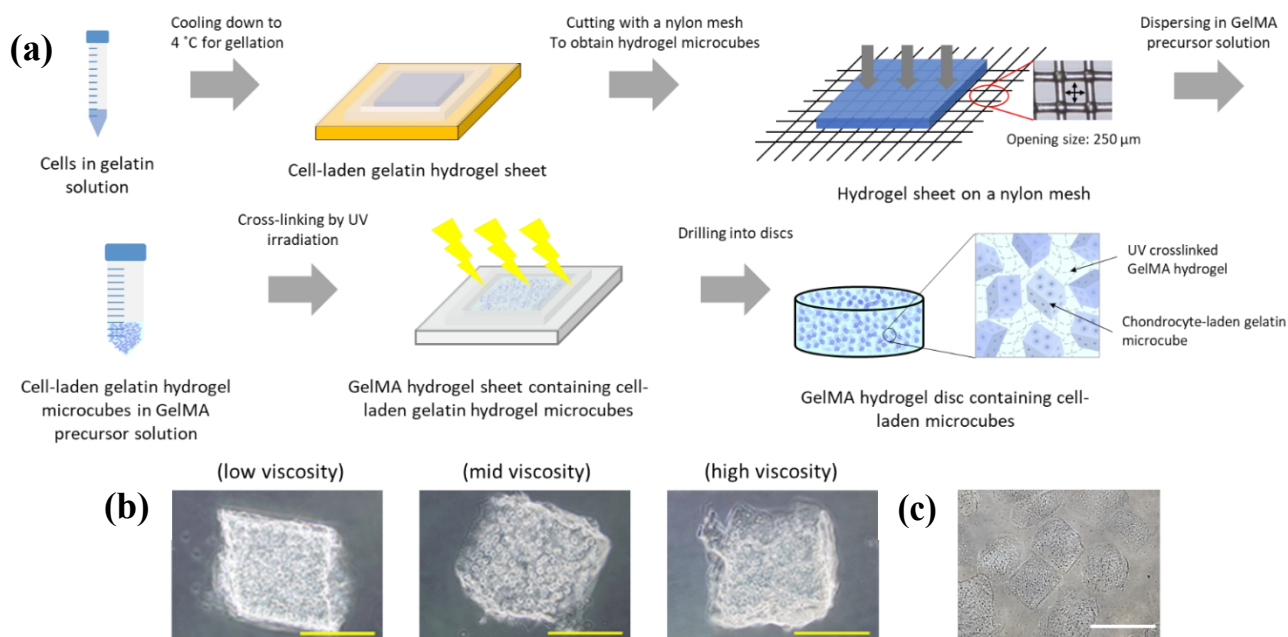 (a)
Cooling down to
4 ˚C for gellation
Cutting with a nylon mesh
To obtain hydrogel microcubes
Dispersing in GelMA
precursor solution
Cells in gelatin
solution
Cell-laden gelatin hydrogel sheet
Opening size: 250 µm
Hydrogel sheet on a nylon mesh
Cross-linking by UV
irradiation
Drilling into discs
UV crosslinked
GelMA hydrogel
Chondrocyte-laden gelatin
microcube
Cell-laden gelatin hydrogel
microcubes in GelMA
precursor solution
GelMA hydrogel sheet containing cell-
laden gelatin hydrogel microcubes
GelMA hydrogel disc containing cell-
laden microcubes
(b)
(low viscosity)
(mid viscosity)
(high viscosity)
(c)